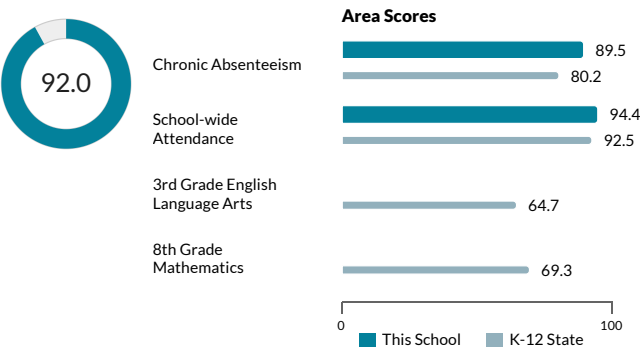 Area Scores
92.0
Chronic Absenteeism
89.5
80.2
School-wide
Attendance
94.4
92.5
3rd Grade English
Language Arts
64.7
8th Grade
Mathematics
69.3
0
100
This School
K-12 State